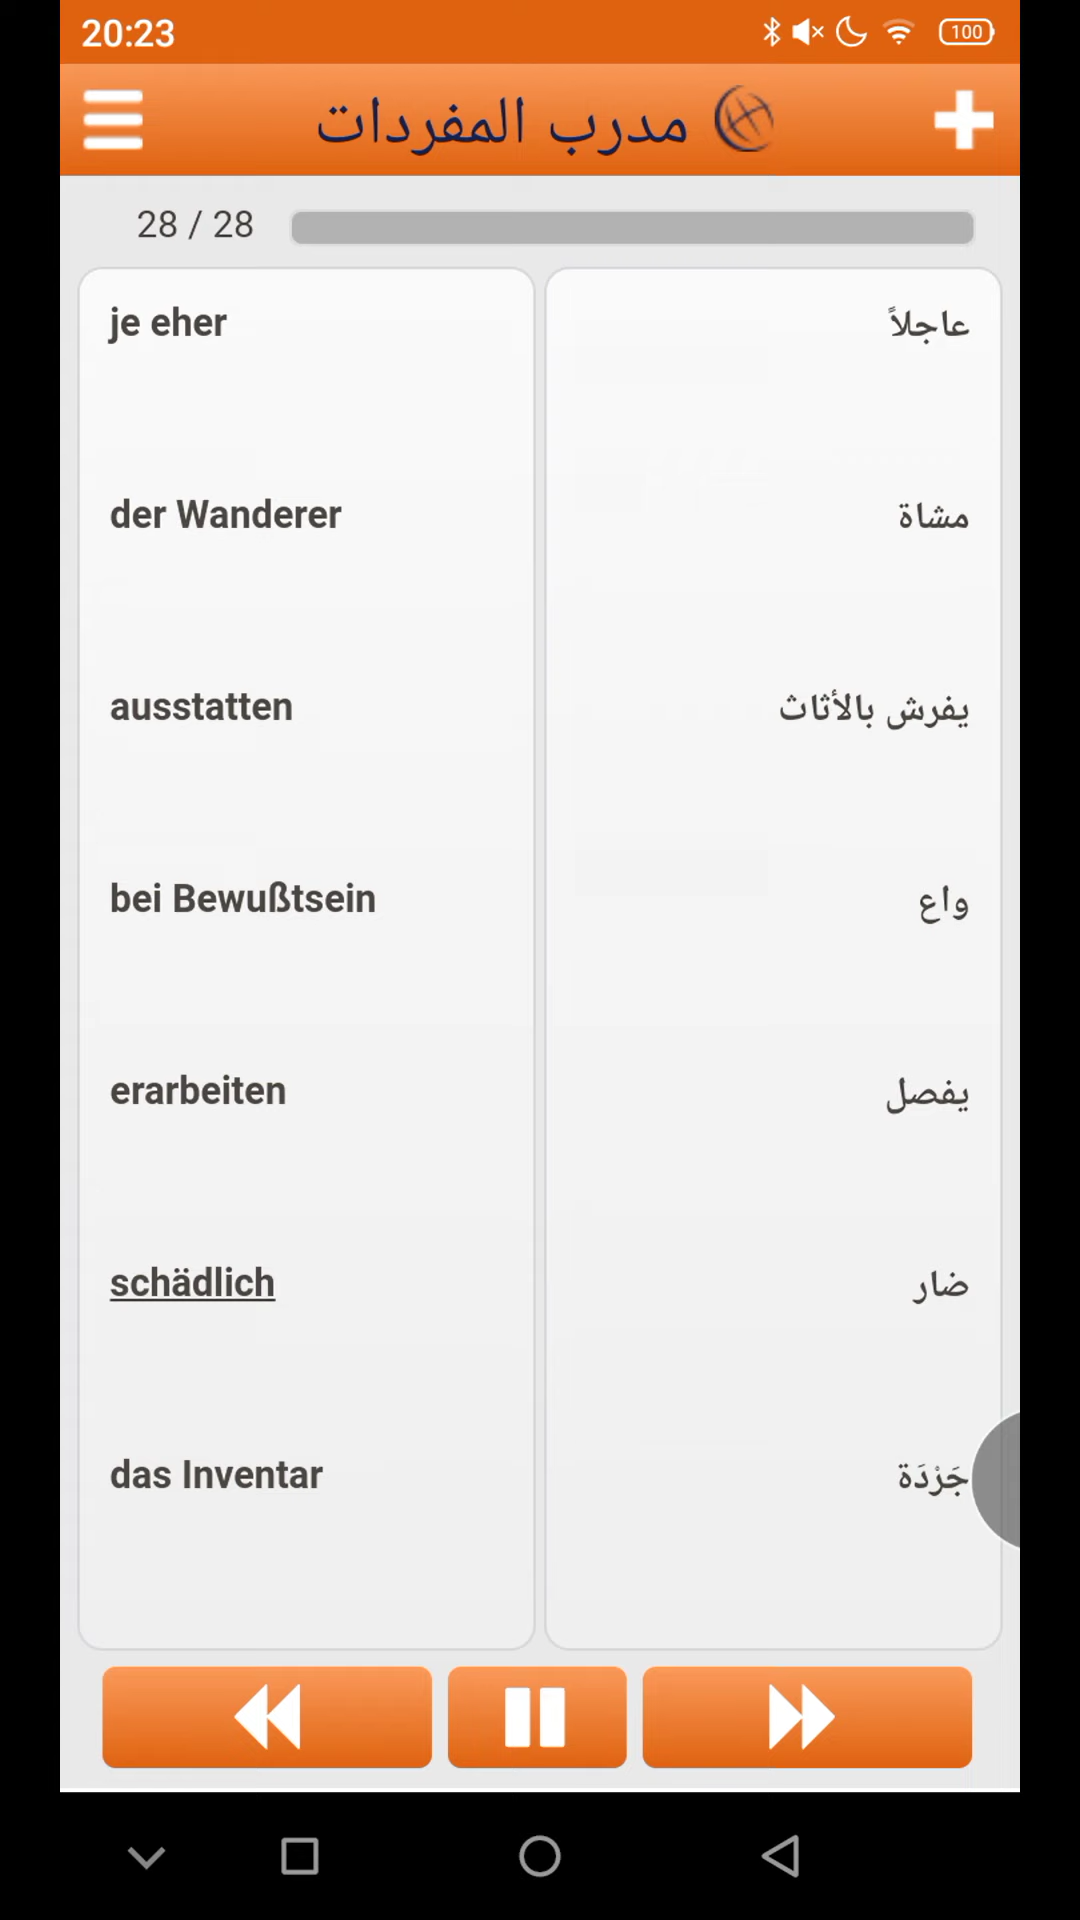 20:23
100
مدرب المفردات
28 / 28
je eher
عاجلاً
der Wanderer
مشاة
ausstatten
يفرش بالأثاث
bei Bewußtsein
واع
erarbeiten
يفصل
schädlich
ضار
das Inventar
جَرْدَة